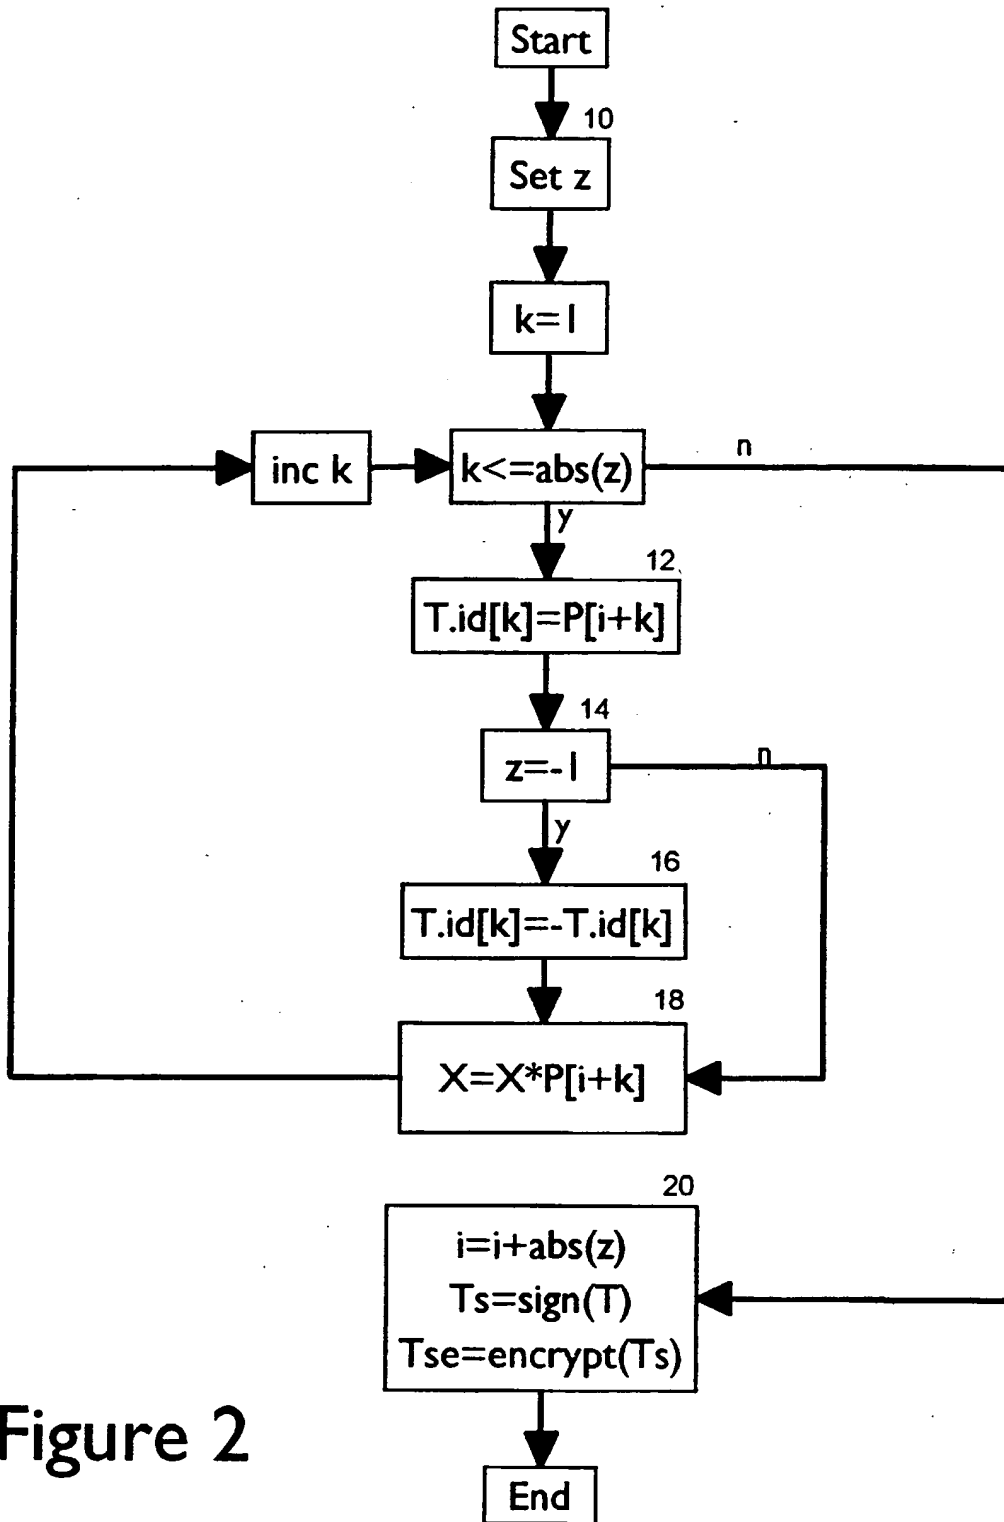 Start
10
Set z
k=1
inc k
k<=abs(z)
n
y
12
T.id[k]=P[i+k]
14
z=-1
n
y
16
T.id[k]=-T.id[k]
18
X=X*P[i+k]
20
i=i+abs(z)
Ts=sign(T)
Tse=encrypt(Ts)
Figure 2
End